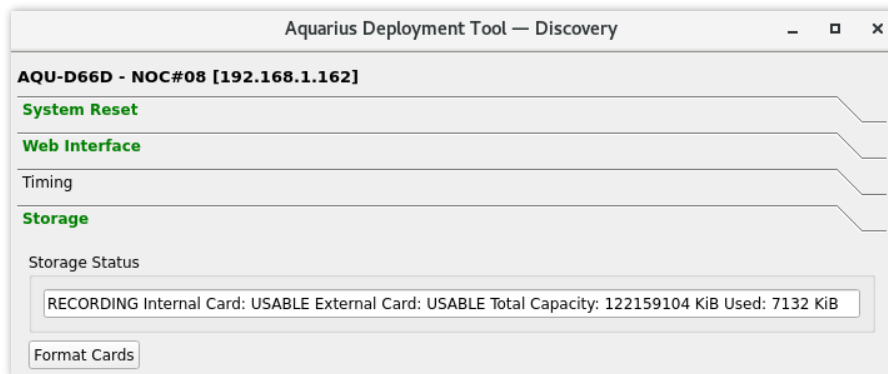 Aquarius Deployment Tool — Discovery
AQU-D66D - NOC#08 [192.168.1.162]
System Reset
Web Interface
Timing
Storage
Storage Status
RECORDING Internal Card: USABLE External Card: USABLE Total Capacity: 122159104 KiB Used: 7132 KiB
Format Cards